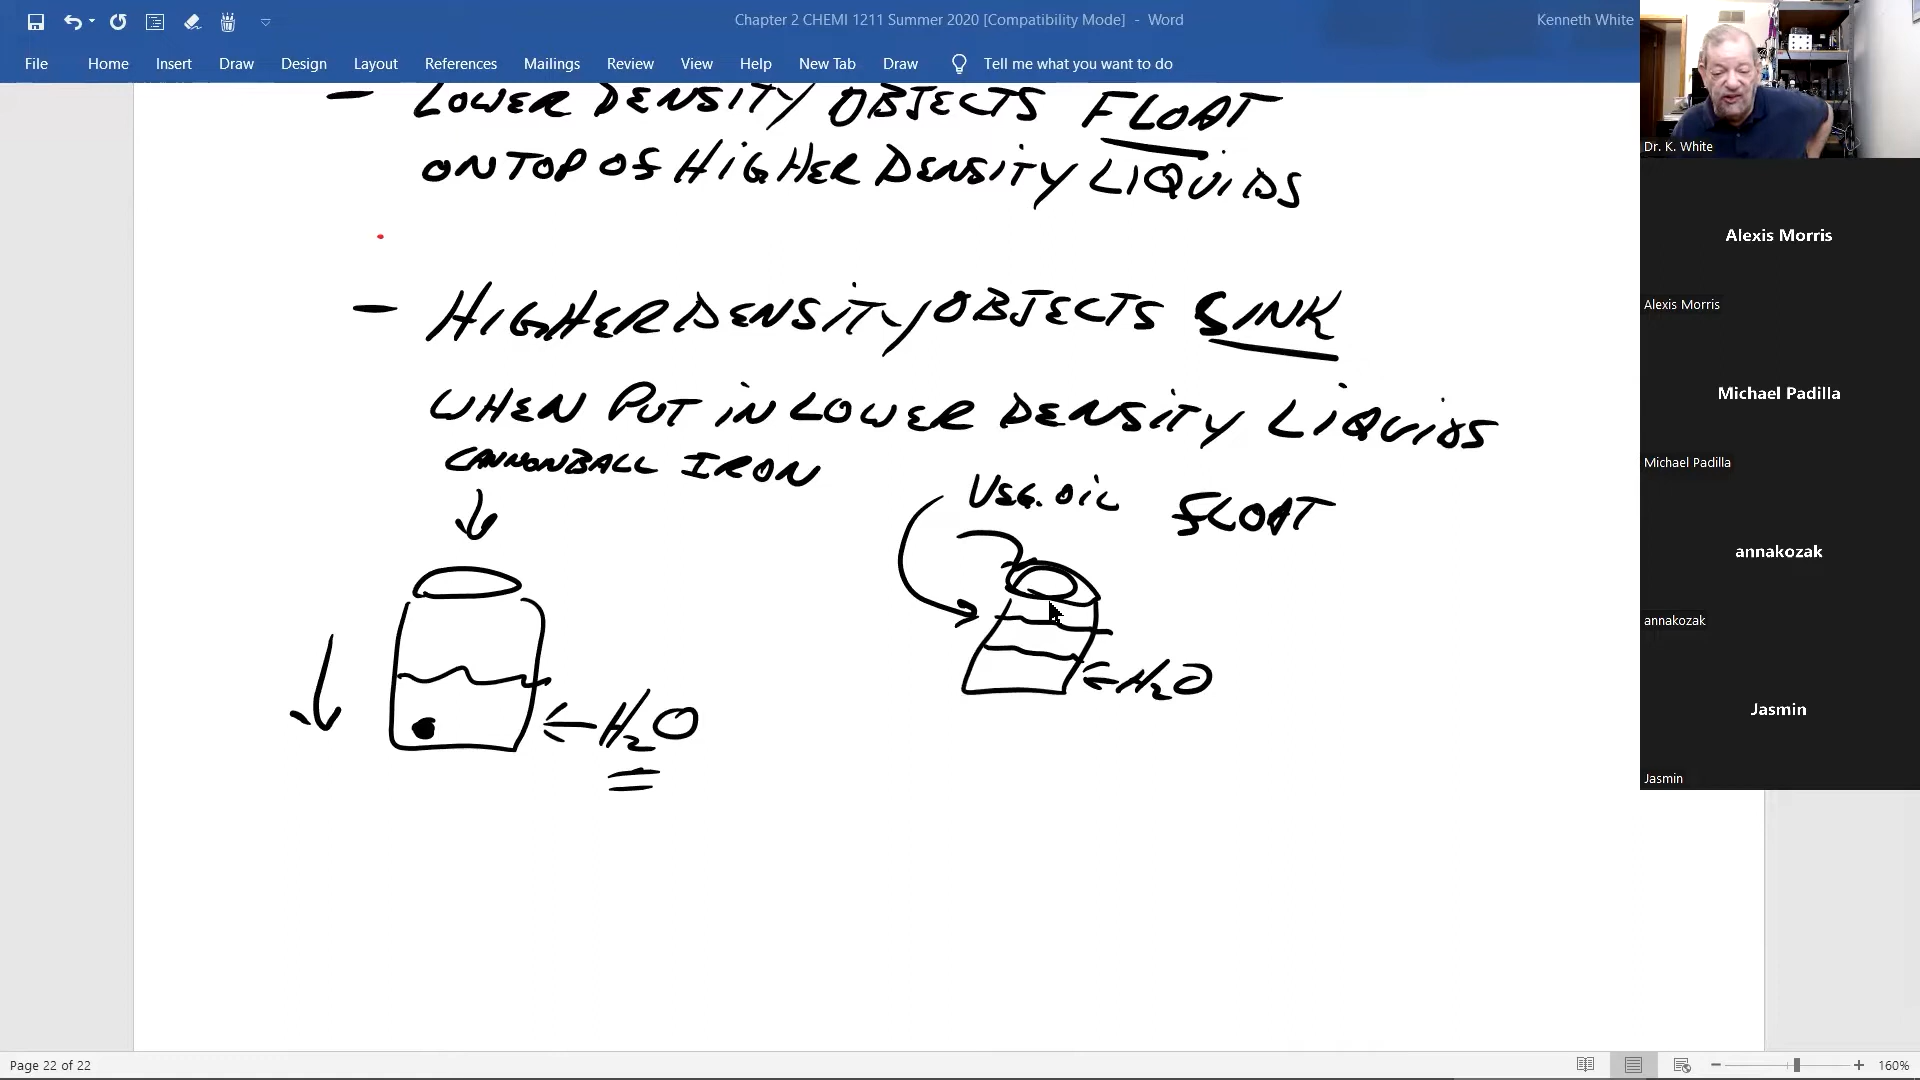 Chapter 2 CHEMI 1211 Summer 2020 [Compatibility Mode] - Word
Kenneth White
File Home Insert Draw Design Layout References Mailings Review View Help New Tab Draw Tell me what you want to do
- LOWER DENSITY OBJECTS FLOAT
ON TOP OF HIGHER DENSITY LIQUIDS
- HIGHER DENSITY OBJECTS SINK
WHEN PUT IN LOWER DENSITY LIQUIDS
CANNONBALL IRON
VEG. OIL FLOAT
H2O
H2O
Dr. K. White
Alexis Morris
Alexis Morris
Michael Padilla
Michael Padilla
annakozak
annakozak
Jasmin
Jasmin
Page 22 of 22
160%